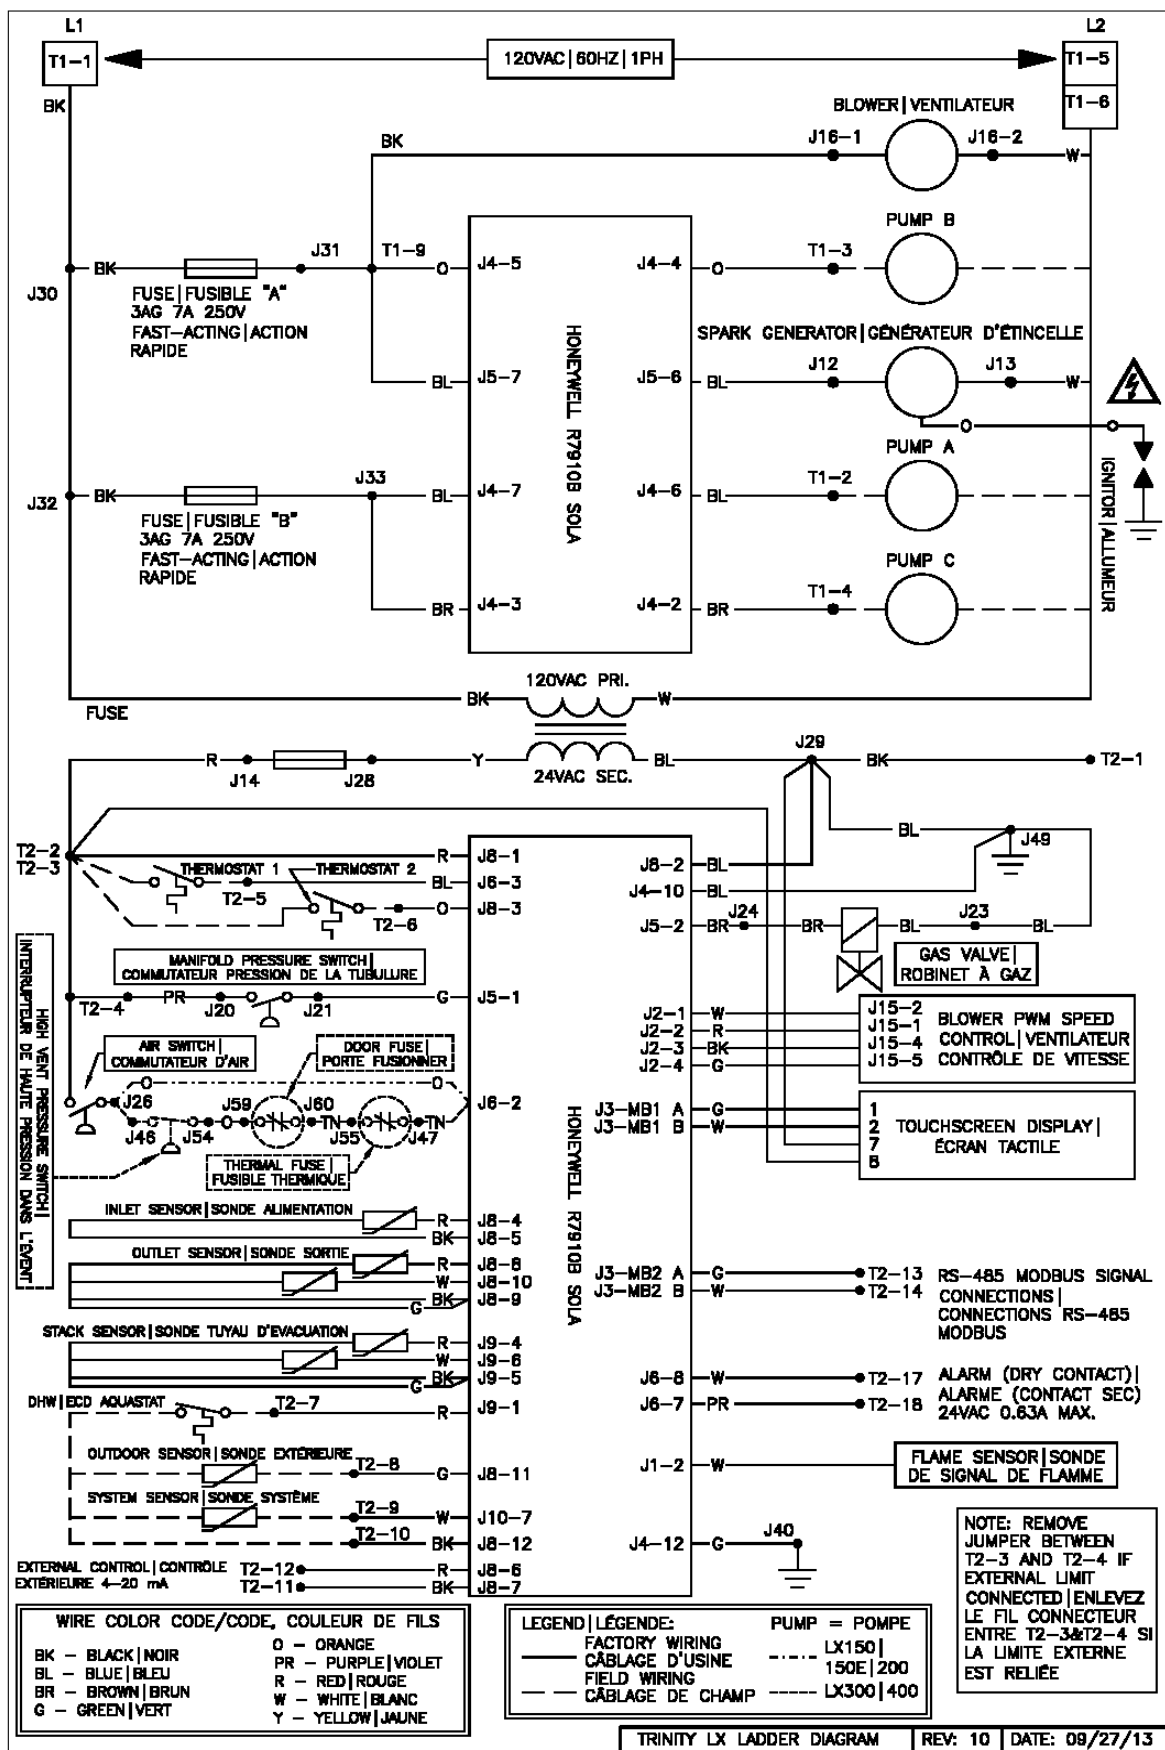 L1
L2
T1-1
120VAC|60HZ|1PH
T1-5
T1-6
BK
BLOWER|VENTILATEUR
BK
J16-1
J16-2
W
PUMP B
J31
T1-9
T1-3
BK
O
J4-5
J4-4
O
J30
FUSE|FUSIBLE "A"
3AG 7A 250V
FAST-ACTING|ACTION
RAPIDE
SPARK GENERATOR|GÉNÉRATEUR D'ÉTINCELLE
J12
J13
BL
J5-7
J5-6
BL
W
O
HONEYWELL R7910B SOLA
PUMP A
IGNITOR|ALLUMEUR
J33
T1-2
J32
BK
BL
J4-7
J4-6
BL
FUSE|FUSIBLE "B"
3AG 7A 250V
FAST-ACTING|ACTION
RAPIDE
PUMP C
T1-4
BR
J4-3
J4-2
BR
120VAC PRI.
BK
W
FUSE
R
J14
J28
Y
24VAC SEC.
BL
J29
BK
T2-1
BL
J49
T2-2
T2-3
R
J8-1
J8-2
BL
THERMOSTAT 1
THERMOSTAT 2
T2-5
BL
J6-3
J4-10
BL
T2-6
O
J8-3
J5-2
BR
J24
BR
BL
J23
BL
GAS VALVE|
ROBINET À GAZ
MANIFOLD PRESSURE SWITCH|
COMMUTATEUR PRESSION DE LA TUBULURE
T2-4
PR
J20
J21
G
J5-1
HIGH VENT PRESSURE SWITCH|
INTERRUPTEUR DE HAUTE PRESSION DANS L'ÉVENT
J2-1
W
J15-2
J2-2
R
J15-1
J2-3
BK
J15-4
J2-4
G
J15-5
BLOWER PWM SPEED
CONTROL|VENTILATEUR
CONTRÔLE DE VITESSE
AIR SWITCH|
COMMUTATEUR D'AIR
DOOR FUSE|
PORTE FUSIONNER
O
O
J26
J46
J54
O
J59
J60
TN
J55
J47
TN
J6-2
THERMAL FUSE|
FUSIBLE THERMIQUE
J3-MB1 A
G
1
J3-MB1 B
W
2
7
8
TOUCHSCREEN DISPLAY|
ÉCRAN TACTILE
HONEYWELL R7910B SOLA
INLET SENSOR|SONDE ALIMENTATION
R
J8-4
BK
J8-5
OUTLET SENSOR|SONDE SORTIE
R
J8-8
W
J8-10
BK
J8-9
G
J3-MB2 A
G
T2-13
J3-MB2 B
W
T2-14
RS-485 MODBUS SIGNAL
CONNECTIONS|
CONNECTIONS RS-485
MODBUS
STACK SENSOR|SONDE TUYAU D'EVACUATION
R
J9-4
W
J9-6
BK
J9-5
G
J6-8
W
T2-17
J6-7
PR
T2-18
ALARM (DRY CONTACT)|
ALARME (CONTACT SEC)
24VAC 0.63A MAX.
DHW|ECD AQUASTAT
T2-7
R
J9-1
OUTDOOR SENSOR|SONDE EXTÉRIEURE
T2-8
G
J8-11
J1-2
W
FLAME SENSOR|SONDE
DE SIGNAL DE FLAMME
SYSTEM SENSOR|SONDE SYSTÈME
T2-9
W
J10-7
T2-10
BK
J8-12
J4-12
G
J40
EXTERNAL CONTROL|CONTRÔLE
EXTÉRIEURE 4-20 mA
T2-12
R
J8-6
T2-11
BK
J8-7
NOTE: REMOVE
JUMPER BETWEEN
T2-3 AND T2-4 IF
EXTERNAL LIMIT
CONNECTED|ENLEVEZ
LE FIL CONNECTEUR
ENTRE T2-3&T2-4 SI
LA LIMITE EXTERNE
EST RELIÉE
WIRE COLOR CODE/CODE, COULEUR DE FILS
BK - BLACK|NOIR
BL - BLUE|BLEU
BR - BROWN|BRUN
G - GREEN|VERT
O - ORANGE
PR - PURPLE|VIOLET
R - RED|ROUGE
W - WHITE|BLANC
Y - YELLOW|JAUNE
LEGEND|LÉGENDE:
PUMP = POMPE
FACTORY WIRING
CÂBLAGE D'USINE
FIELD WIRING
CÂBLAGE DE CHAMP
LX150|
150E|200
LX300|400
TRINITY LX LADDER DIAGRAM
REV: 10
DATE: 09/27/13